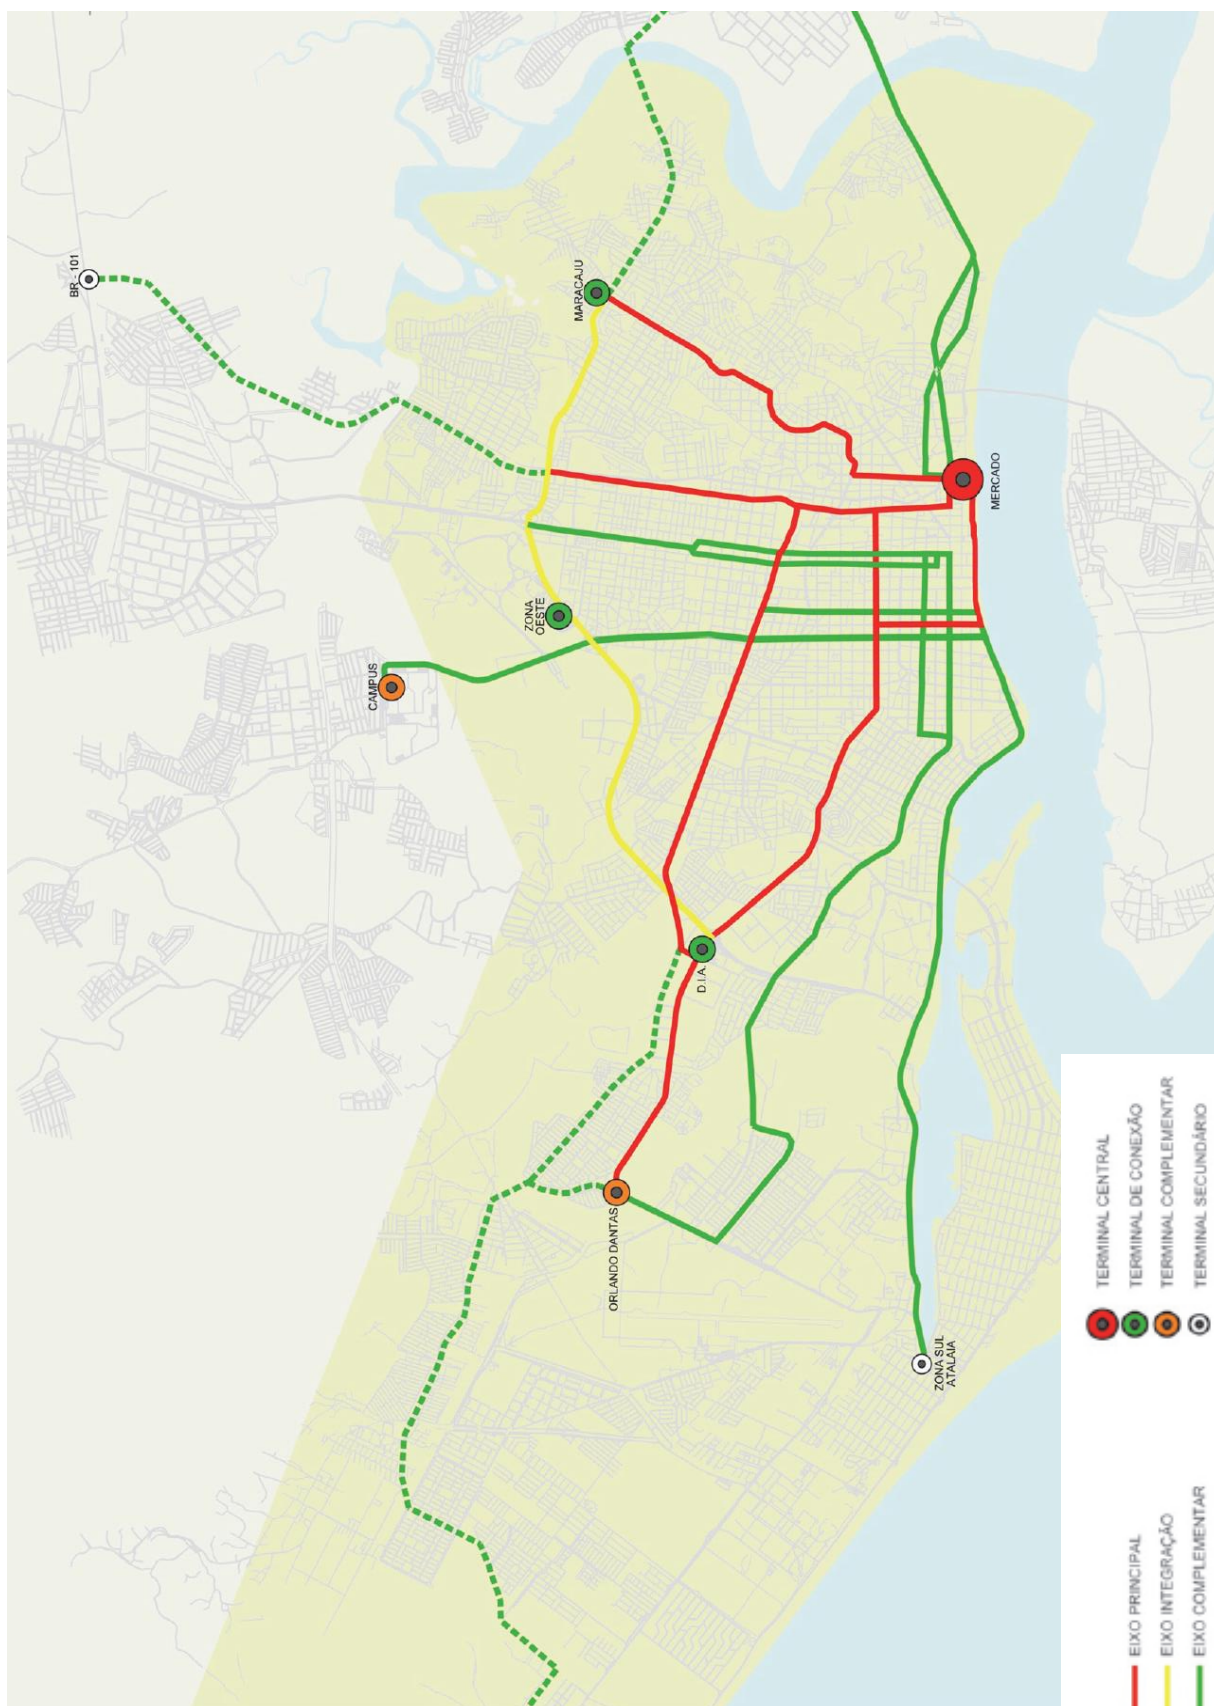 BR - 101
MARACAJU
MERCADO
ZONA
OESTE
CAMPUS
D.I.A.
ORLANDO DANTAS
ZONA SUL
ATALAIA
EIXO PRINCIPAL
EIXO INTEGRAÇÃO
EIXO COMPLEMENTAR
TERMINAL CENTRAL
TERMINAL DE CONEXÃO
TERMINAL COMPLEMENTAR
TERMINAL SECUNDÁRIO